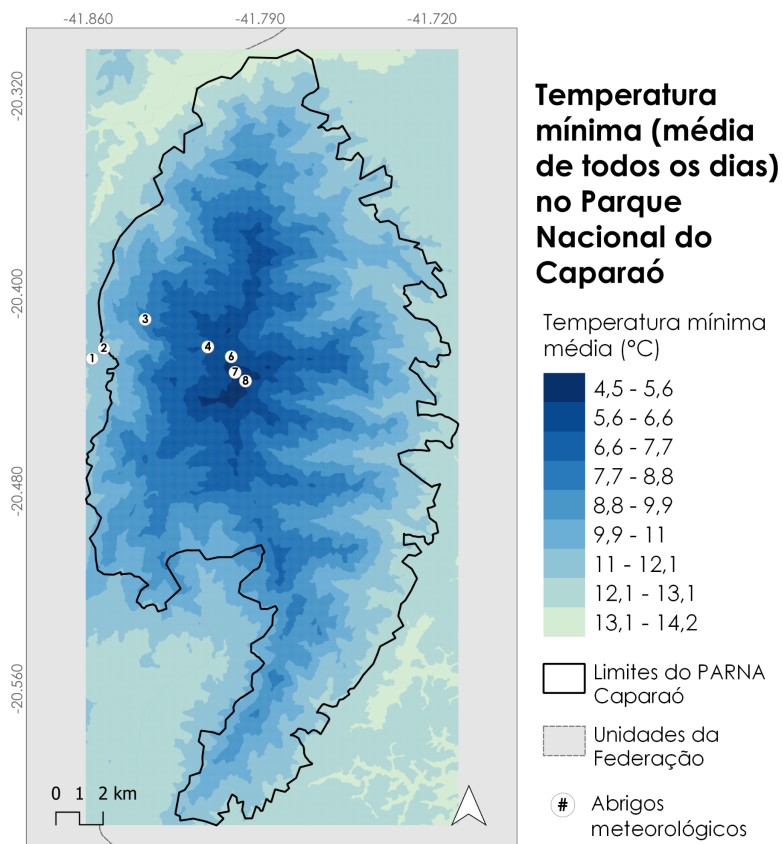 -41.860
-41.790
-41.720
-20.320
-20.400
-20.480
-20.560
1
2
3
4
6
7
8
0 1 2 km
Temperatura
mínima (média
de todos os dias)
no Parque
Nacional do
Caparaó
Temperatura mínima
média (°C)
4,5 - 5,6
5,6 - 6,6
6,6 - 7,7
7,7 - 8,8
8,8 - 9,9
9,9 - 11
11 - 12,1
12,1 - 13,1
13,1 - 14,2
Limites do PARNA
Caparaó
Unidades da
Federação
# Abrigos
meteorológicos